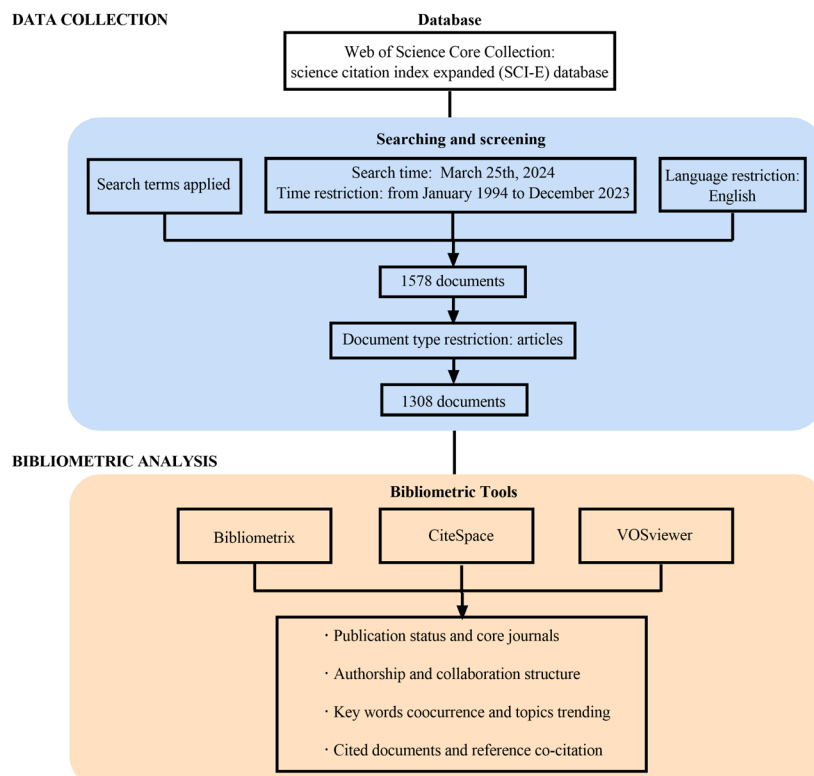 DATA COLLECTION
Database
Web of Science Core Collection:
science citation index expanded (SCI-E) database
Searching and screening
Search terms applied
Search time: March 25th, 2024
Time restriction: from January 1994 to December 2023
Language restriction:
English
1578 documents
Document type restriction: articles
1308 documents
BIBLIOMETRIC ANALYSIS
Bibliometric Tools
Bibliometrix
CiteSpace
VOSviewer
· Publication status and core journals
· Authorship and collaboration structure
· Key words coocurrence and topics trending
· Cited documents and reference co-citation